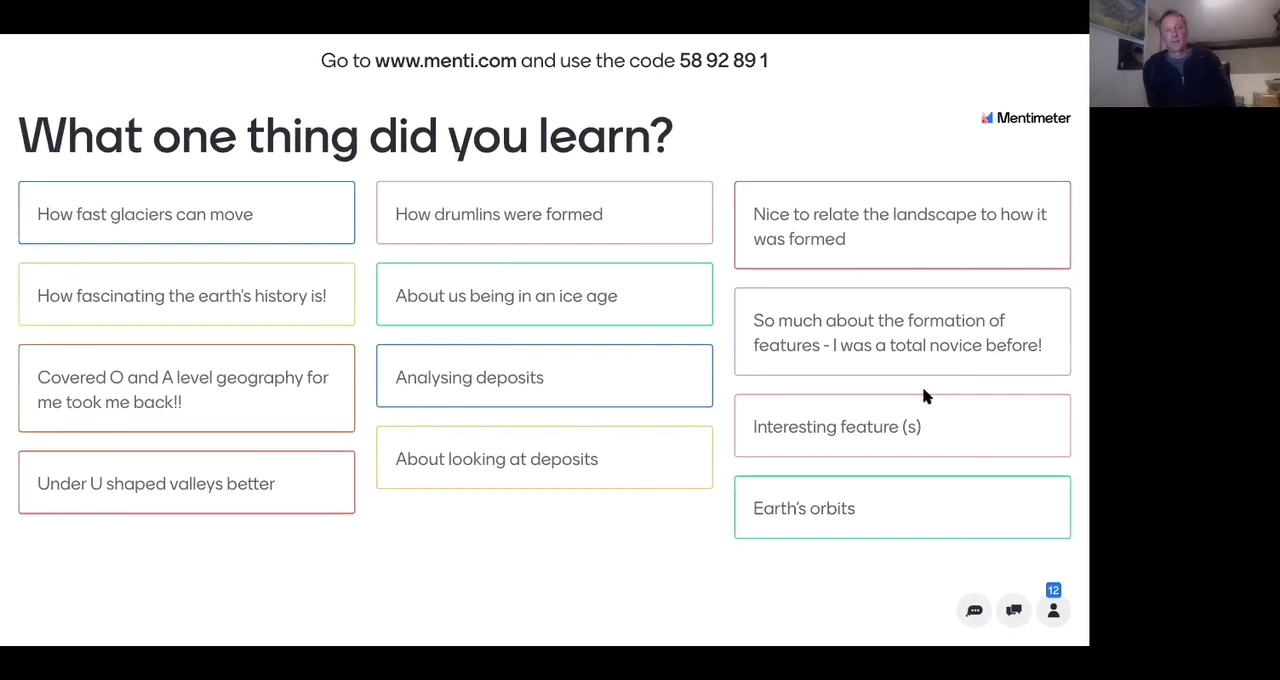 Go to www.menti.com and use the code 58 92 89 1
What one thing did you learn?
Mentimeter
How fast glaciers can move
How fascinating the earth's history is!
Covered O and A level geography for
me took me back!!
Under U shaped valleys better
How drumlins were formed
About us being in an ice age
Analysing deposits
About looking at deposits
Nice to relate the landscape to how it
was formed
So much about the formation of
features - I was a total novice before!
Interesting feature (s)
Earth's orbits
12